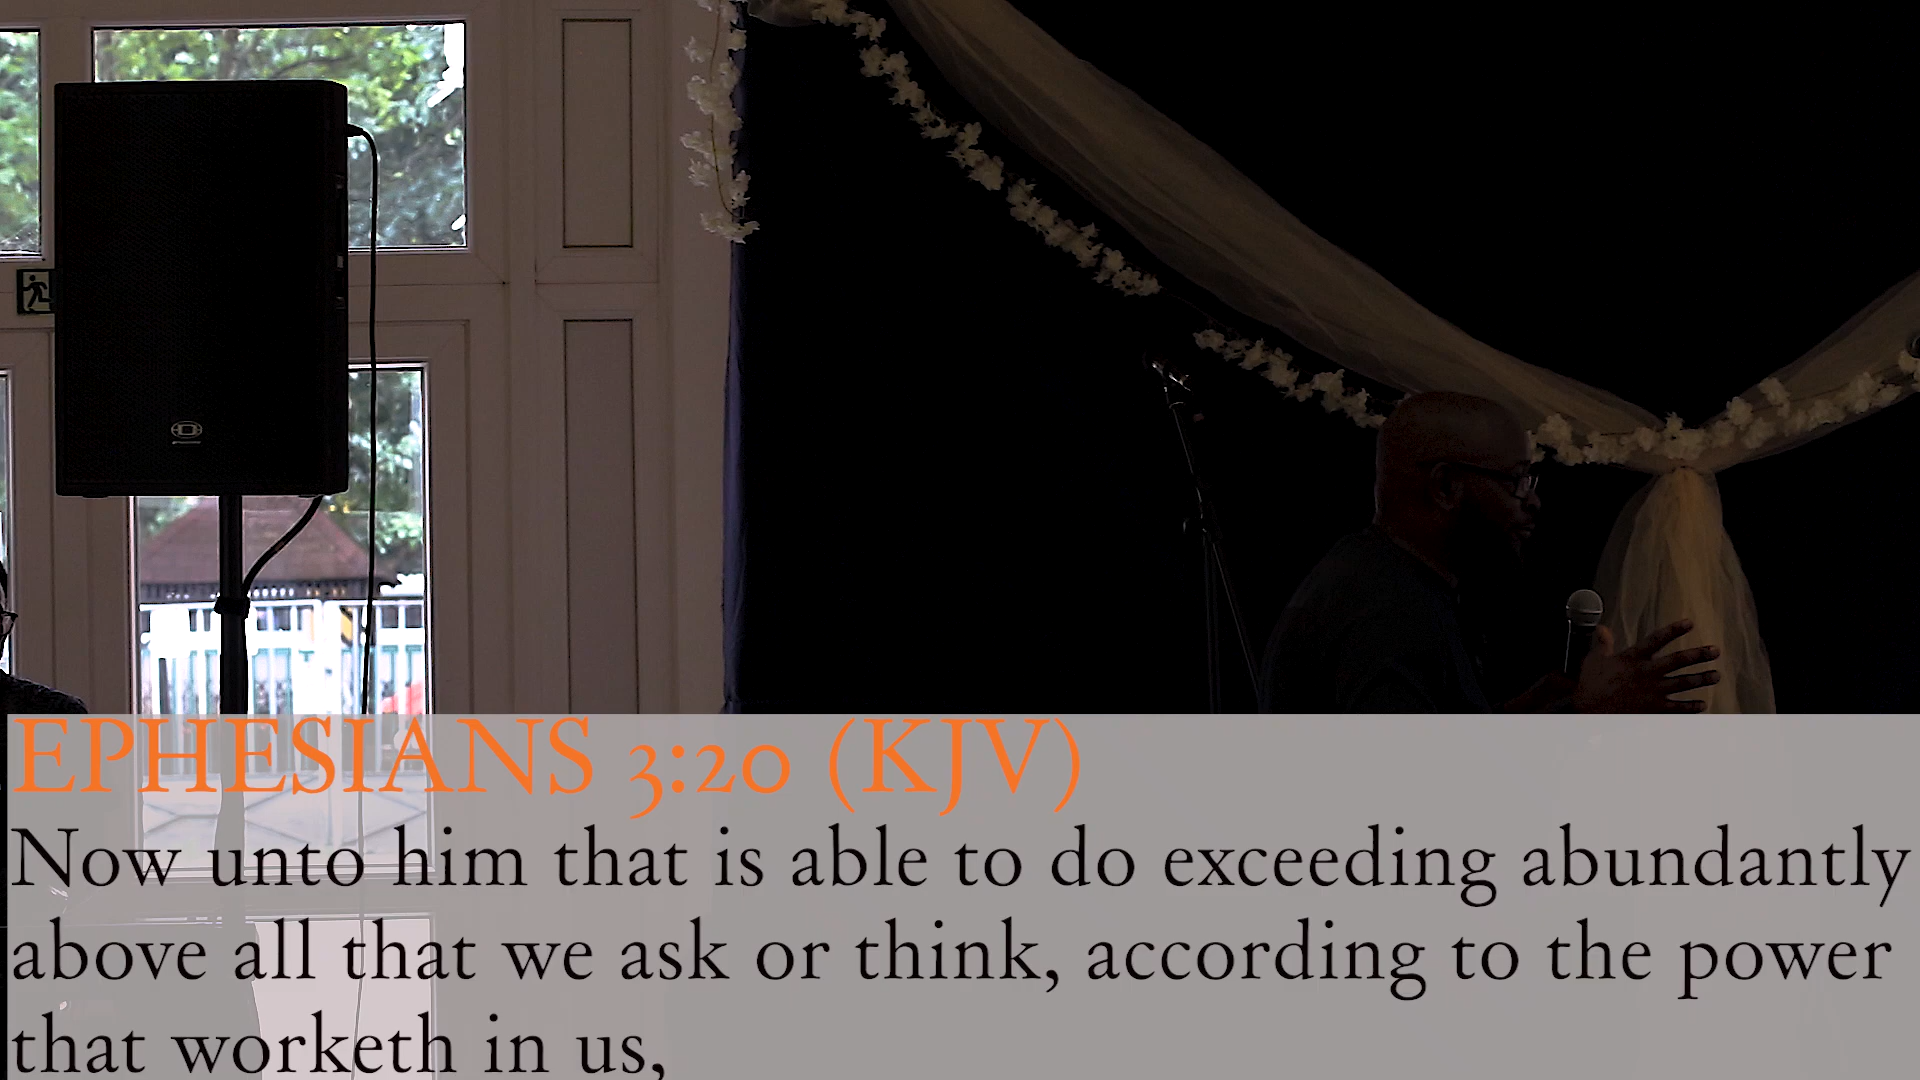 EPHESIANS 3:20 (KJV)
Now unto him that is able to do exceeding abundantly
above all that we ask or think, according to the power
that worketh in us,